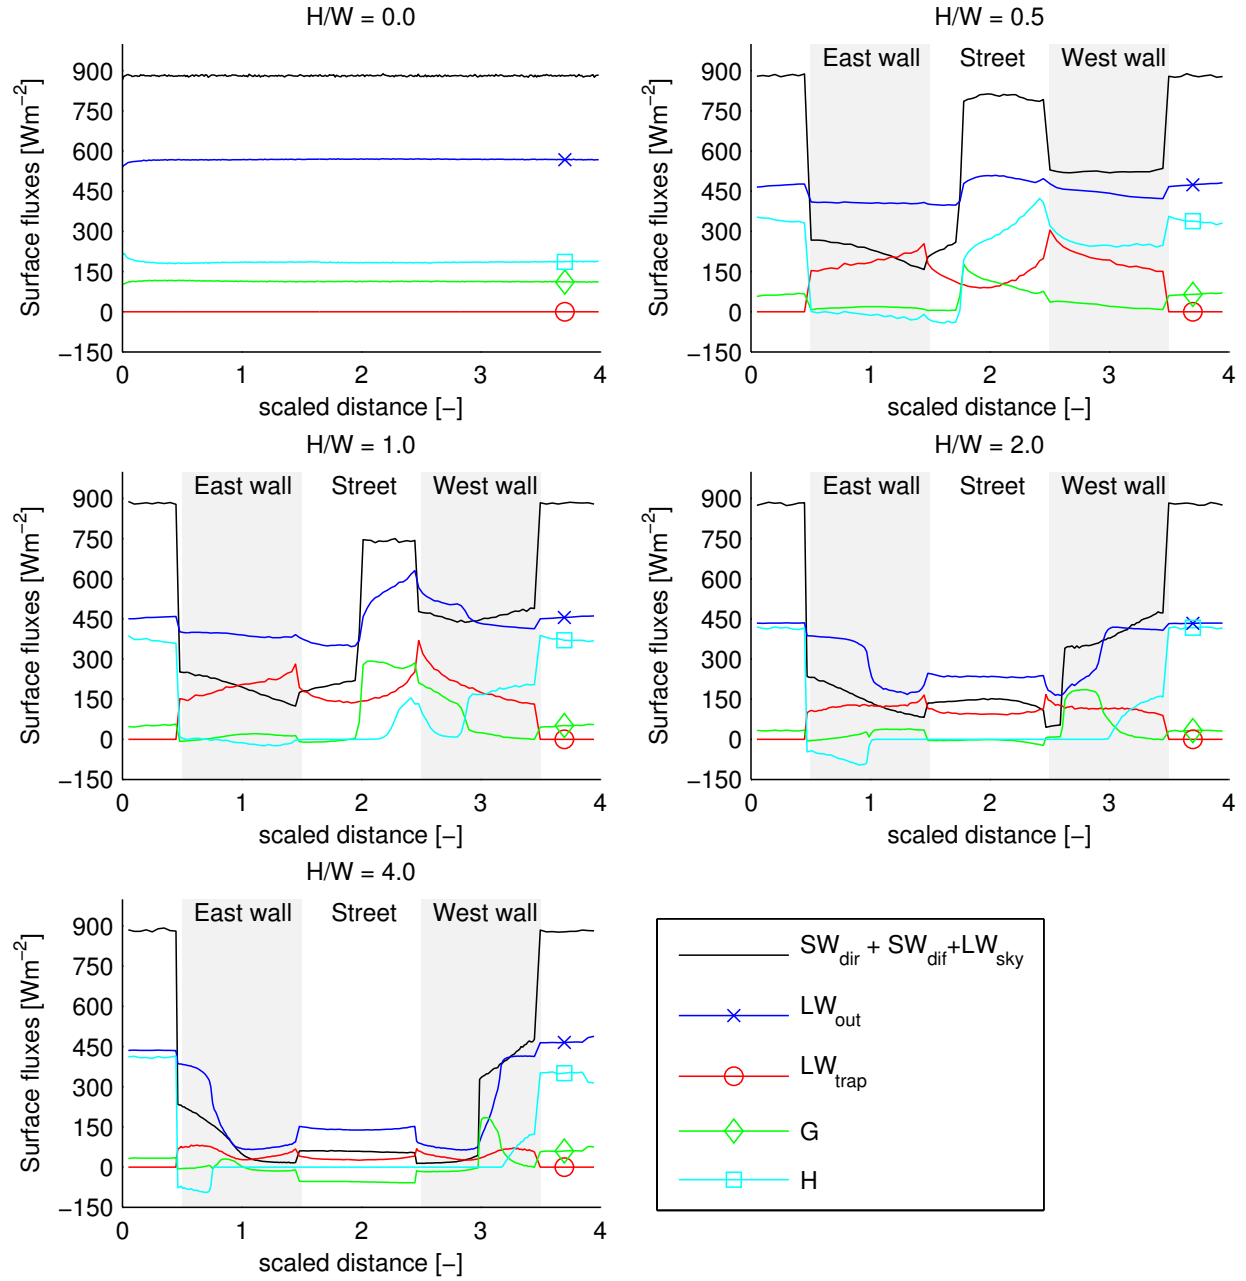 H/W = 0.0
Surface fluxes [Wm−2]
900
750
600
450
300
150
0
−150
0 1 2 3 4
scaled distance [−]
H/W = 0.5
East wall Street West wall
Surface fluxes [Wm−2]
900
750
600
450
300
150
0
−150
0 1 2 3 4
scaled distance [−]
H/W = 1.0
East wall Street West wall
Surface fluxes [Wm−2]
900
750
600
450
300
150
0
−150
0 1 2 3 4
scaled distance [−]
H/W = 2.0
East wall Street West wall
Surface fluxes [Wm−2]
900
750
600
450
300
150
0
−150
0 1 2 3 4
scaled distance [−]
H/W = 4.0
East wall Street West wall
Surface fluxes [Wm−2]
900
750
600
450
300
150
0
−150
0 1 2 3 4
scaled distance [−]
SWdir + SWdif+LWsky
LWout
LWtrap
G
H